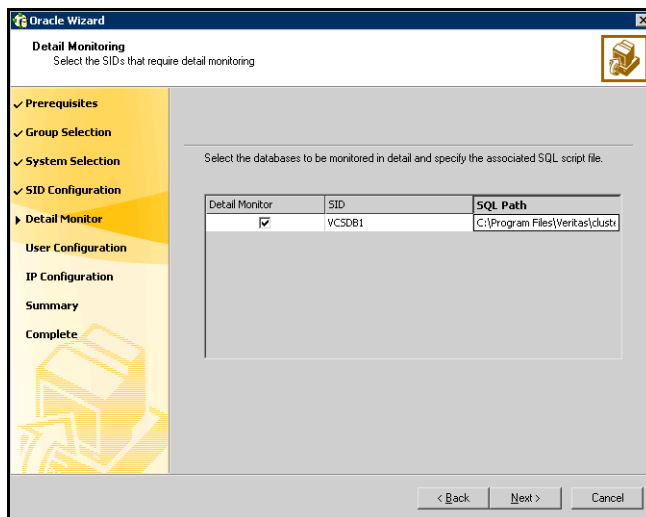 Oracle Wizard
Detail Monitoring
Select the SIDs that require detail monitoring
Prerequisites
Group Selection
System Selection
SID Configuration
Detail Monitor
User Configuration
IP Configuration
Summary
Complete
Select the databases to be monitored in detail and specify the associated SQL script file.
Detail Monitor SID SQL Path
VCSDB1 C:\Program Files\Veritas\cluste
< Back Next > Cancel